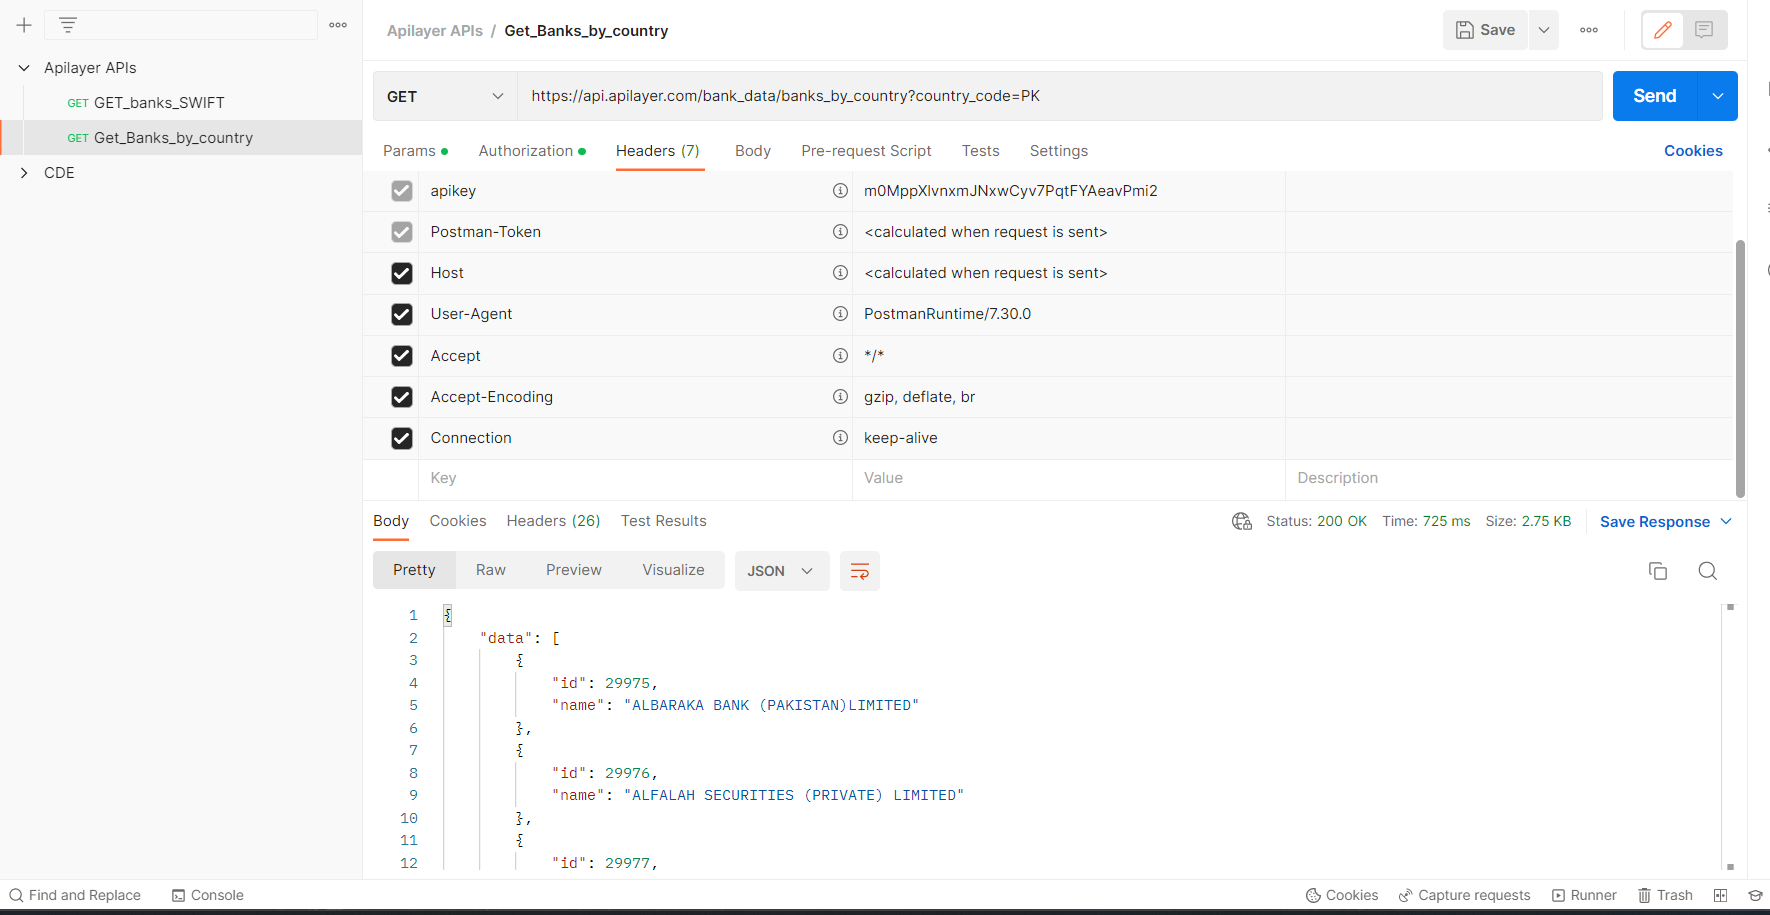 Apilayer APIs / Get_Banks_by_country
Save
Apilayer APIs
GET GET_banks_SWIFT
GET Get_Banks_by_country
CDE
GET
https://api.apilayer.com/bank_data/banks_by_country?country_code=PK
Send
Params
Authorization
Headers (7)
Body
Pre-request Script
Tests
Settings
Cookies
apikey m0MppXlvnxmJNxwCyv7PqtFYAeavPmi2
Postman-Token <calculated when request is sent>
Host <calculated when request is sent>
User-Agent PostmanRuntime/7.30.0
Accept */*
Accept-Encoding gzip, deflate, br
Connection keep-alive
Key Value Description
Body Cookies Headers (26) Test Results
Status: 200 OK Time: 725 ms Size: 2.75 KB Save Response
Pretty Raw Preview Visualize JSON
1 {
2 "data": [
3 {
4 "id": 29975,
5 "name": "ALBARAKA BANK (PAKISTAN)LIMITED"
6 },
7 {
8 "id": 29976,
9 "name": "ALFALAH SECURITIES (PRIVATE) LIMITED"
10 },
11 {
12 "id": 29977,
Find and Replace Console
Cookies Capture requests Runner Trash